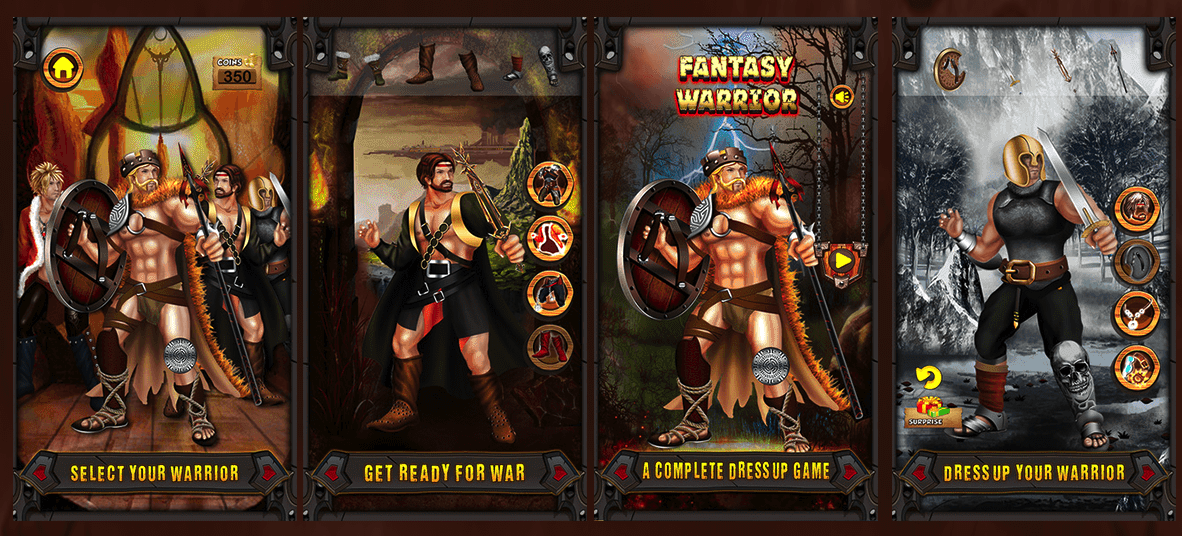 COINS
350
SELECT YOUR WARRIOR
GET READY FOR WAR
FANTASY
WARRIOR
A COMPLETE DRESS UP GAME
SURPRISE
DRESS UP YOUR WARRIOR